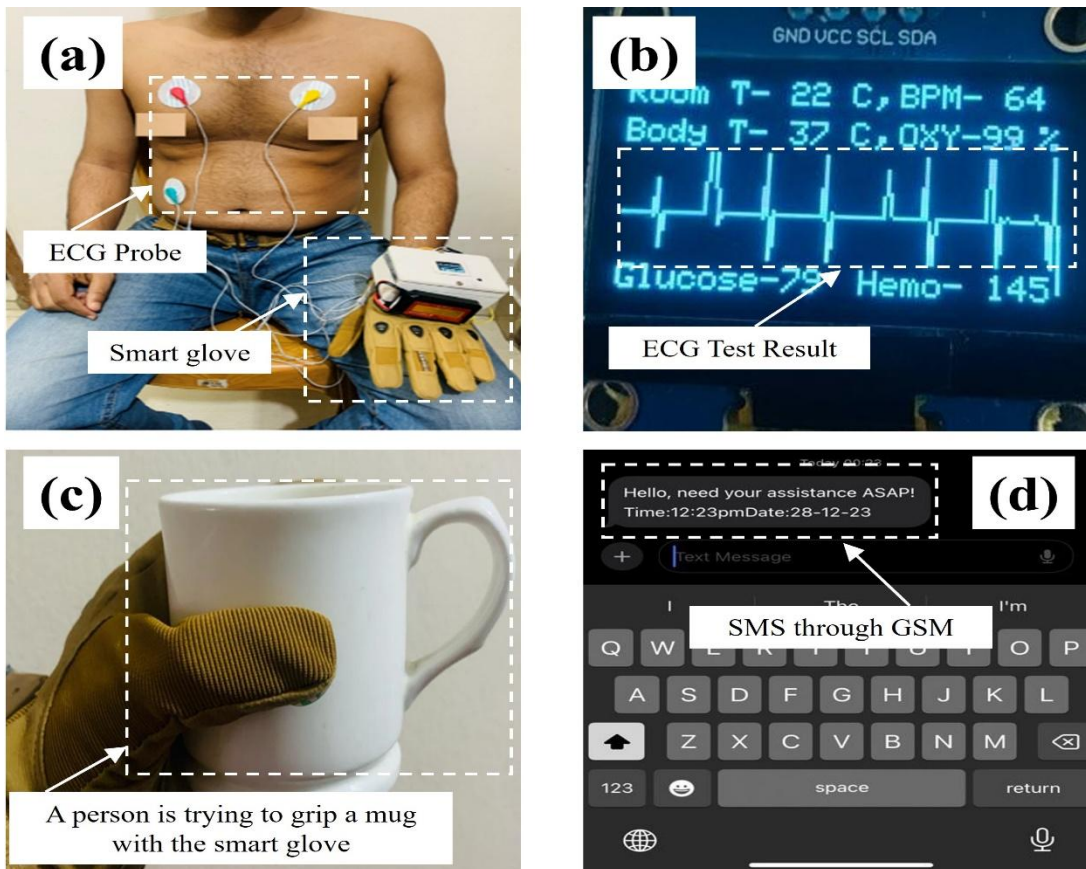 (a)
ECG Probe
Smart glove
(b)
GND VCC SCL SDA
Room T- 22 C,BPM- 64
Body T- 37 C,OXY-99 %
Glucose-79 Hemo- 145
ECG Test Result
(c)
A person is trying to grip a mug
with the smart glove
(d)
Today
Hello, need your assistance ASAP!
Time:12:23pmDate:28-12-23
Text Message
SMS through GSM
I The I'm
Q W E R T Y U I O P
A S D F G H J K L
Z X C V B N M
123 space return